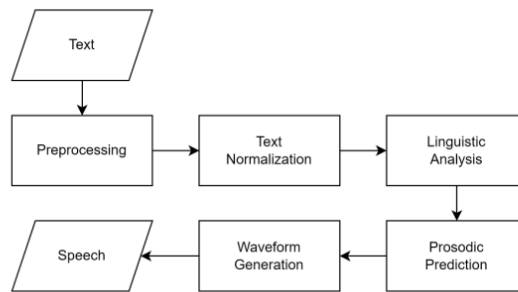 Text
Preprocessing
Text
Normalization
Linguistic
Analysis
Prosodic
Prediction
Waveform
Generation
Speech